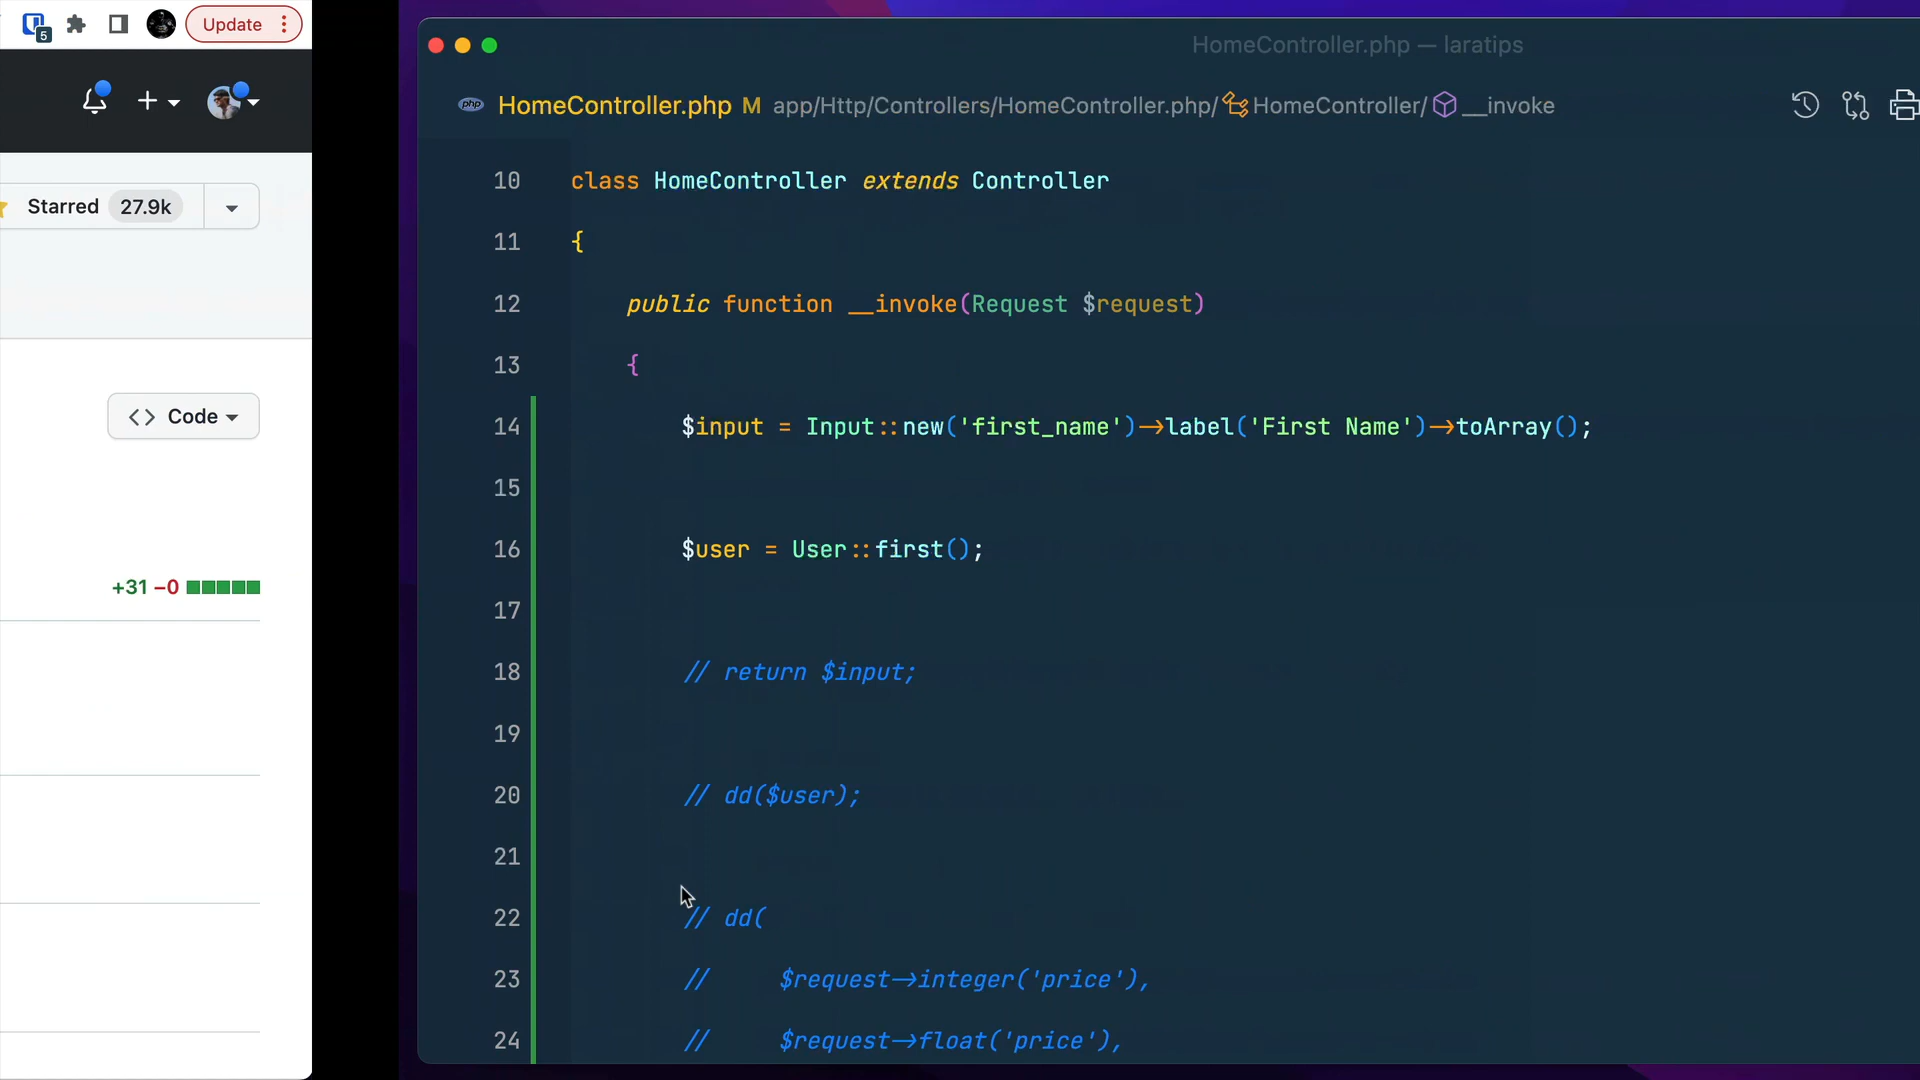 5
Update
Starred 27.9k
Code
+31 −0
HomeController.php — laratips
php HomeController.php M app/Http/Controllers/HomeController.php/ HomeController/ __invoke
10 class HomeController extends Controller
11 {
12 public function __invoke(Request $request)
13 {
14 $input = Input::new('first_name')->label('First Name')->toArray();
15
16 $user = User::first();
17
18 // return $input;
19
20 // dd($user);
21
22 // dd(
23 // $request->integer('price'),
24 // $request->float('price'),